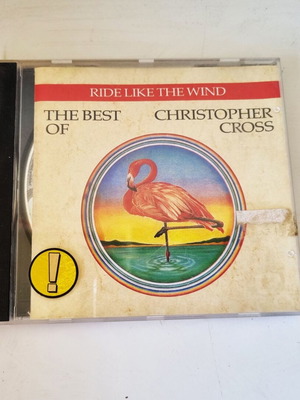 RIDE LIKE THE WIND
THE BEST CHRISTOPHER
OF CROSS
!